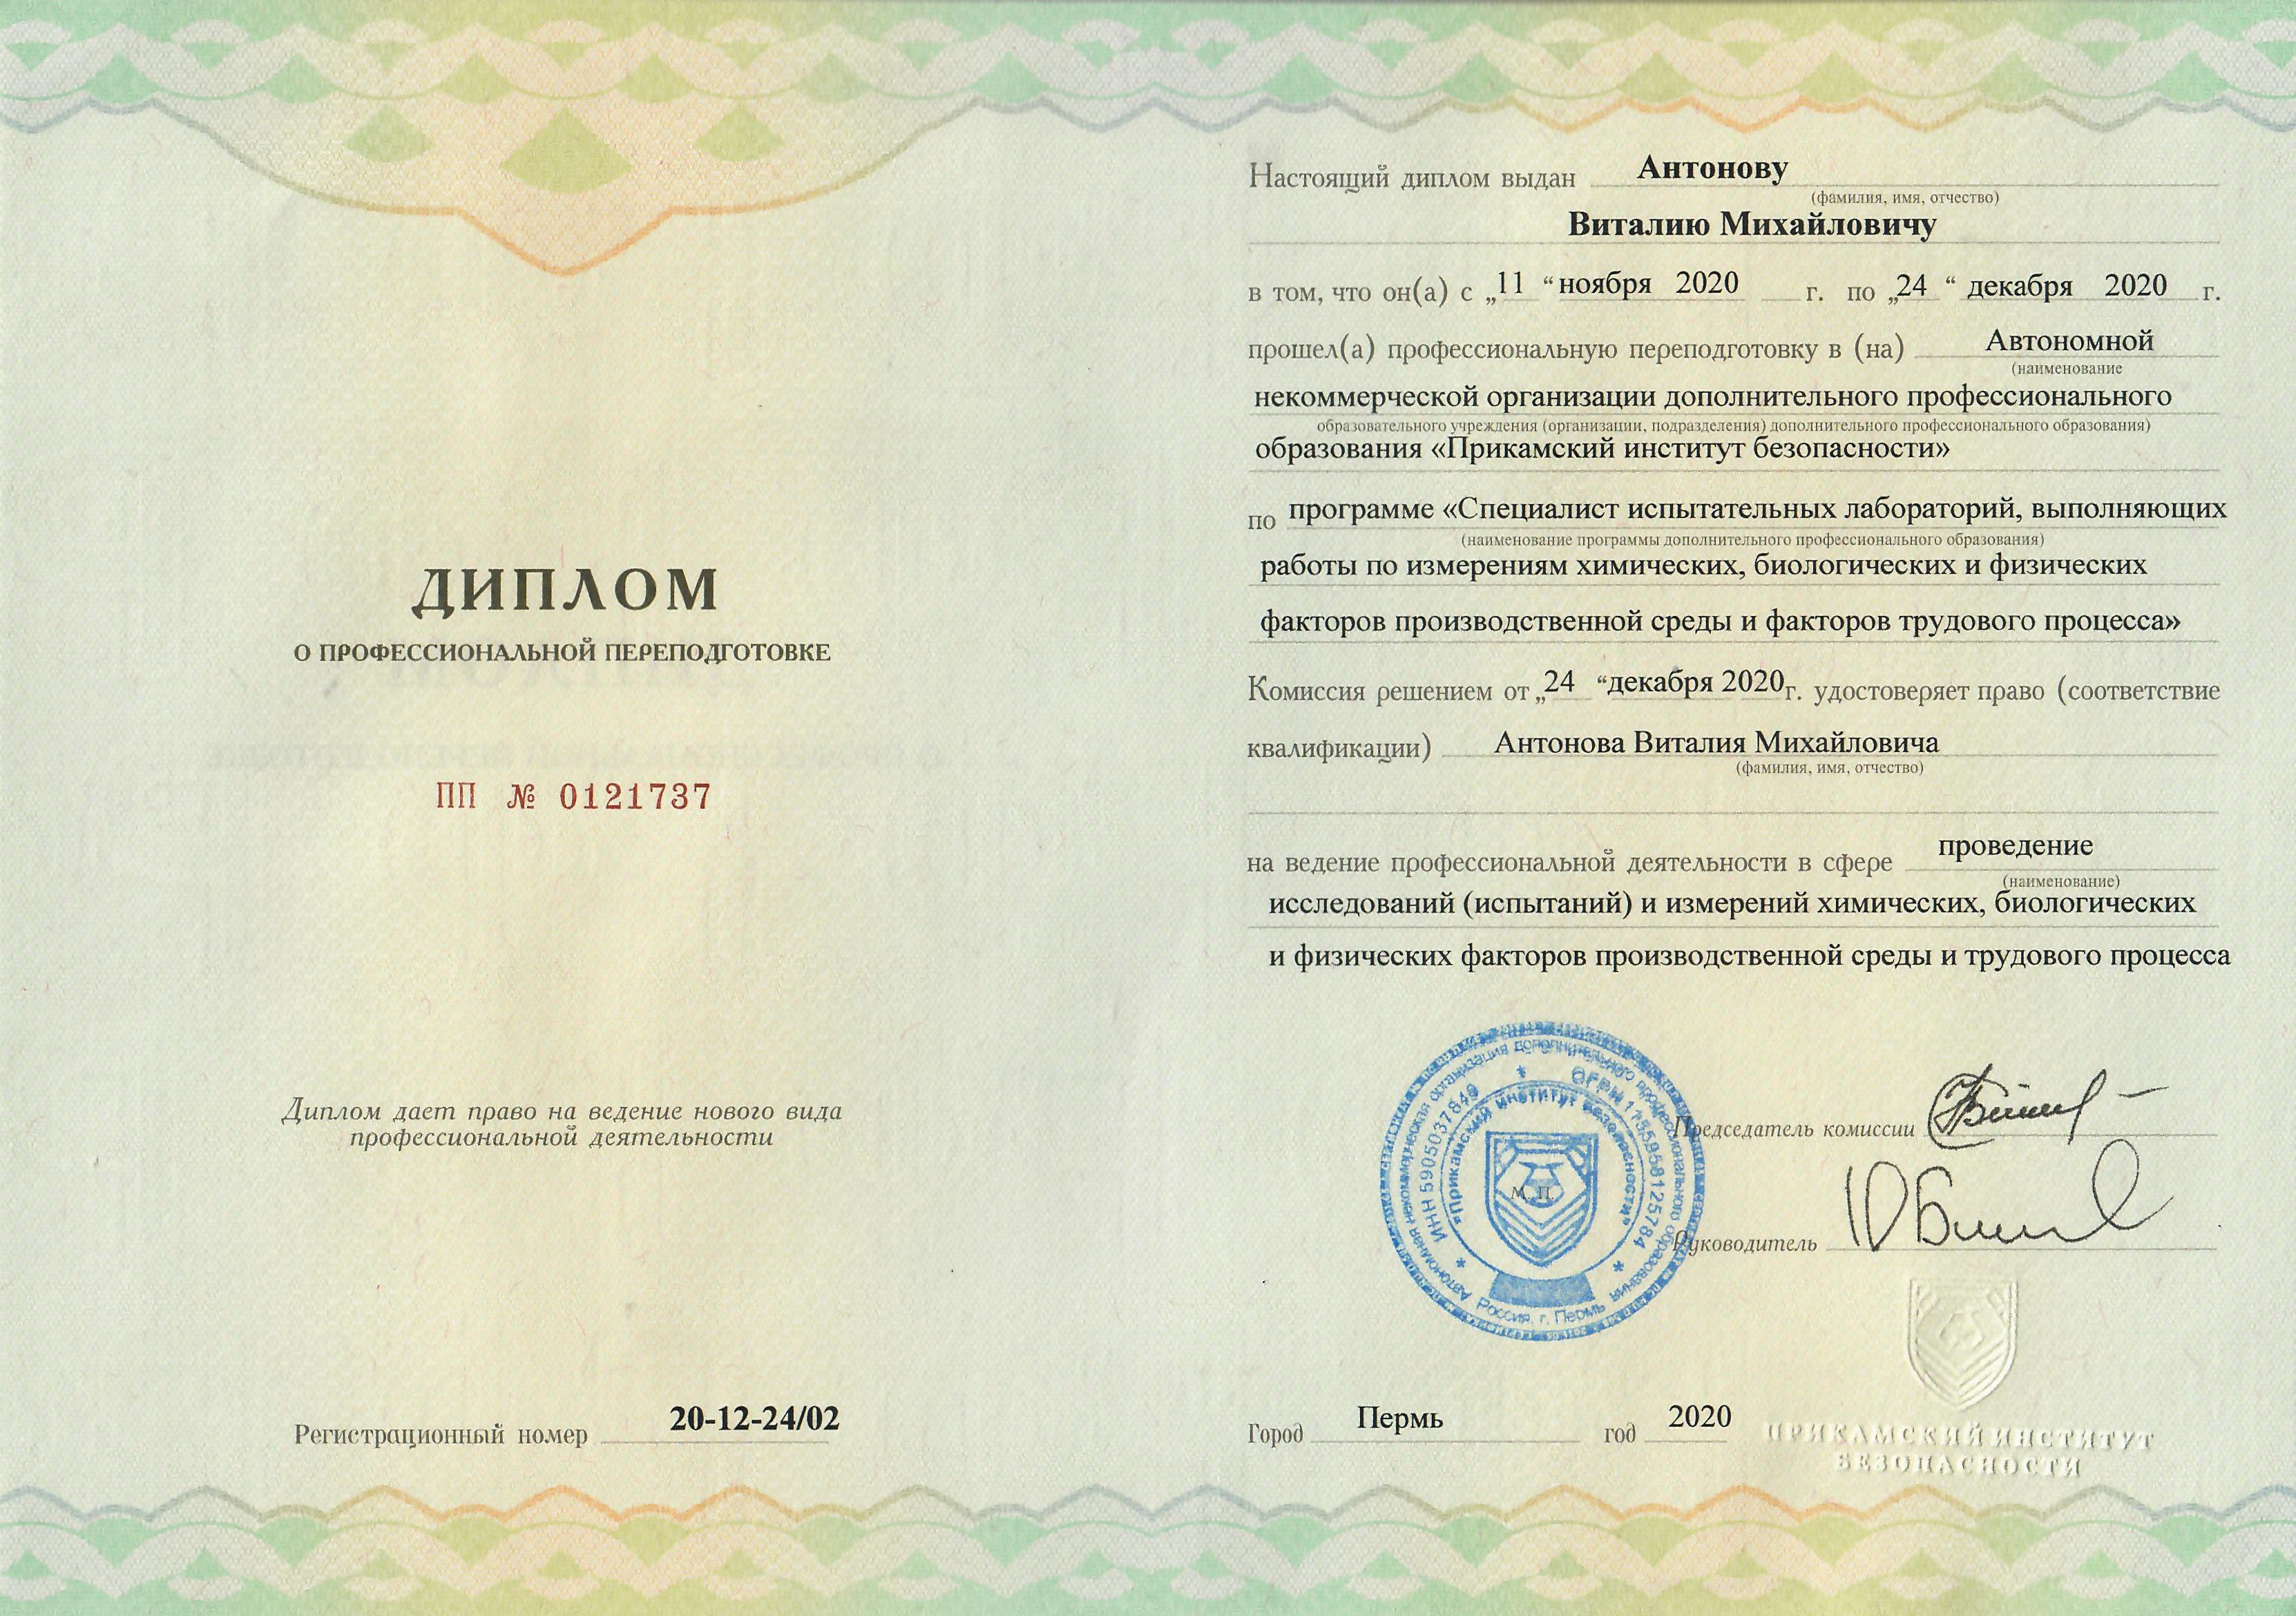 ДИПЛОМ
О ПРОФЕССИОНАЛЬНОЙ ПЕРЕПОДГОТОВКЕ
ПП № 0121737
Диплом дает право на ведение нового вида
профессиональной деятельности
Регистрационный номер 20-12-24/02
Настоящий диплом выдан Антонову
(фамилия, имя, отчество)
Виталию Михайловичу
в том, что он(а) с „11 “ ноября 2020 г. по „24 “ декабря 2020 г.
прошел(а) профессиональную переподготовку в (на) Автономной
(наименование
некоммерческой организации дополнительного профессионального
образовательного учреждения (организации, подразделения) дополнительного профессионального образования)
образования «Прикамский институт безопасности»
по программе «Специалист испытательных лабораторий, выполняющих
(наименование программы дополнительного профессионального образования)
работы по измерениям химических, биологических и физических
факторов производственной среды и факторов трудового процесса»
Комиссия решением от „24 “ декабря 2020 г. удостоверяет право (соответствие
квалификации) Антонова Виталия Михайловича
(фамилия, имя, отчество)
на ведение профессиональной деятельности в сфере проведение
(наименование)
исследований (испытаний) и измерений химических, биологических
и физических факторов производственной среды и трудового процесса
Автономная некоммерческая организация дополнительного профессионального образования
ИНН 5905037849
"Прикамский институт безопасности"
Россия, г. Пермь
М. П.
Председатель комиссии
Руководитель
Город Пермь год 2020
ПРИКАМСКИЙ ИНСТИТУТ
БЕЗОПАСНОСТИ